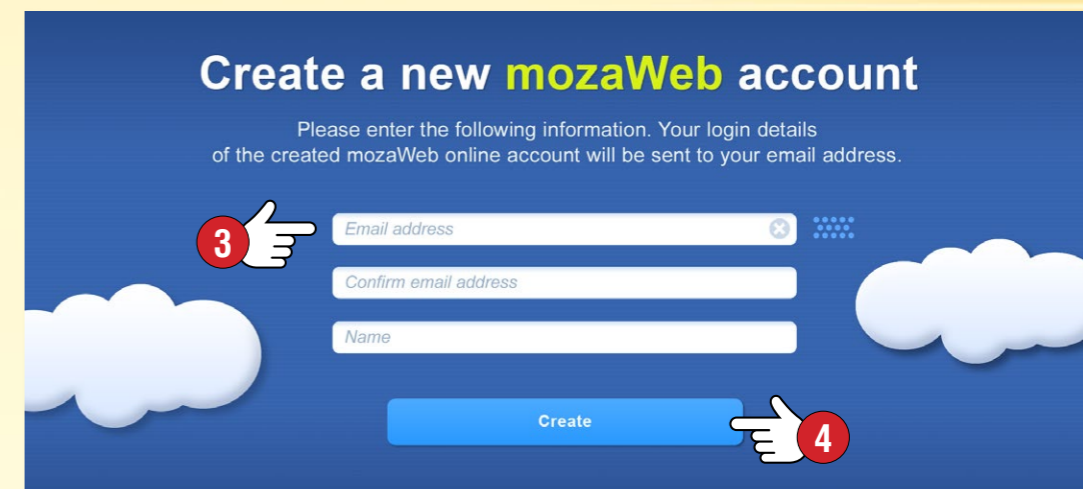 Create a new mozaWeb account
Please enter the following information. Your login details
of the created mozaWeb online account will be sent to your email address.
3
Email address
Confirm email address
Name
Create
4